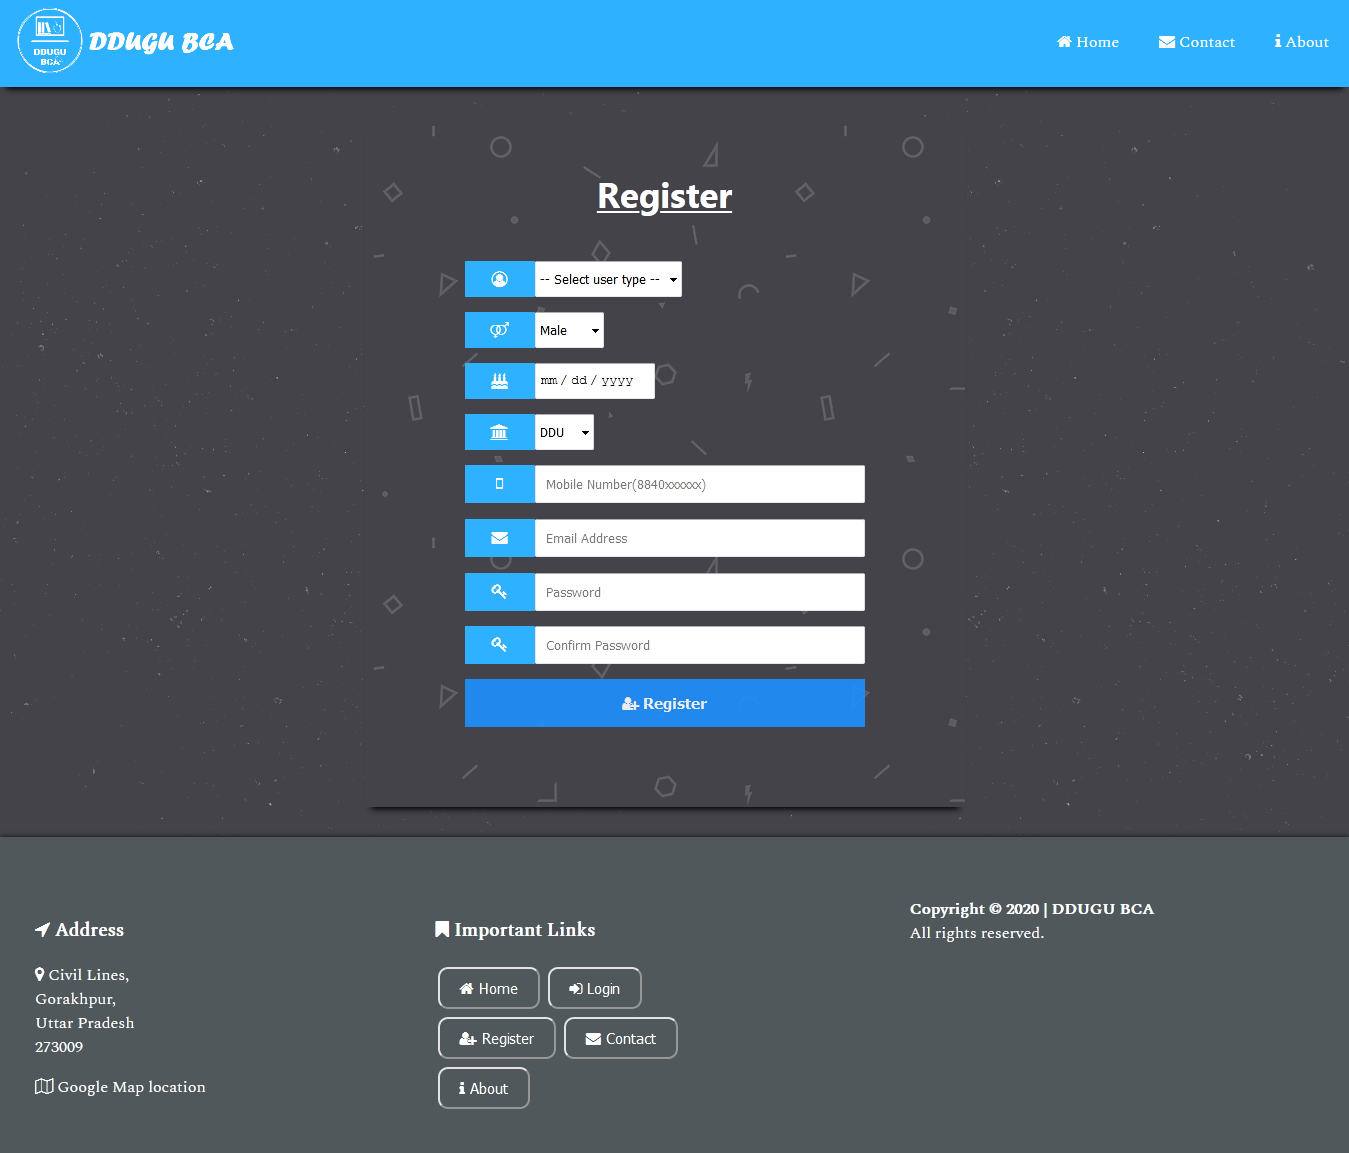 DDUGU
BCA
DDUGU BCA
Home
Contact
About
Register
-- Select user type --
Male
mm / dd / yyyy
DDU
Mobile Number(8840xxxxxx)
Email Address
Password
Confirm Password
Register
Address
Civil Lines,
Gorakhpur,
Uttar Pradesh
273009
Google Map location
Important Links
Home
Login
Register
Contact
About
Copyright © 2020 | DDUGU BCA
All rights reserved.